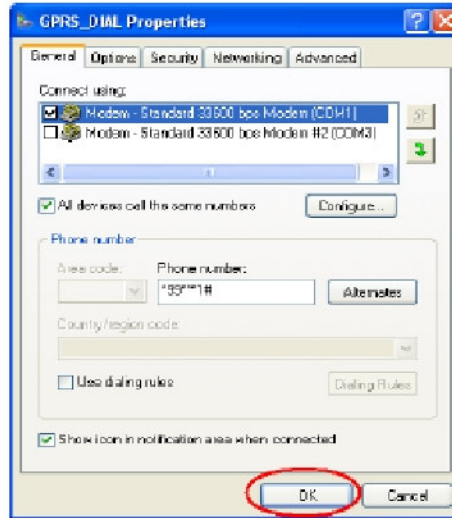 GPRS_DIAL Properties
General Options Security Networking Advanced
Connect using:
Modem - Standard 33600 bps Modem (COM1)
Modem - Standard 33600 bps Modem #2 (COM3)
All devices call the same numbers
Configure...
Phone number
Area code: Phone number:
*99***1# Alternates
Country/region code:
Use dialing rules Dialing Rules
Show icon in notification area when connected
OK Cancel